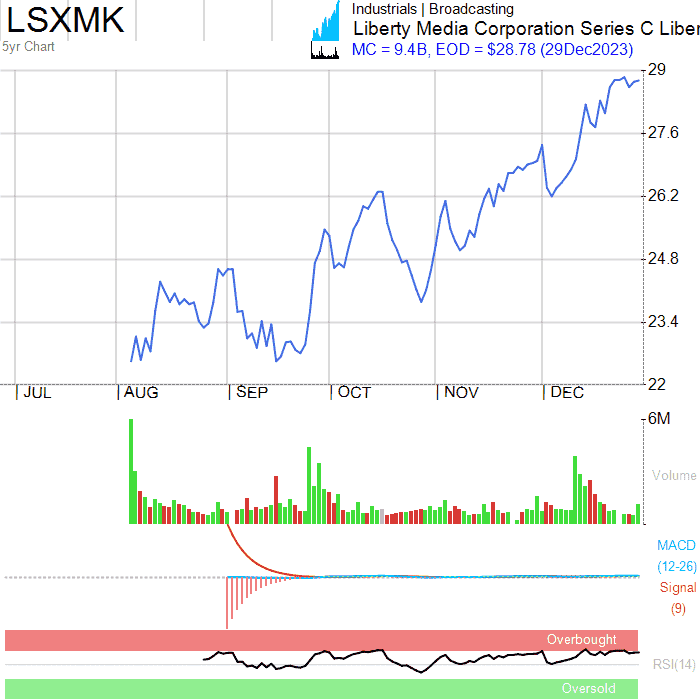 LSXMK
5yr Chart
Industrials | Broadcasting
Liberty Media Corporation Series C Liber
MC = 9.4B, EOD = $28.78 (29Dec2023)
29
27.6
26.2
24.8
23.4
22
| JUL | AUG | SEP | OCT | NOV | DEC
6M
Volume
MACD
(12-26)
Signal
(9)
Overbought
RSI(14)
Oversold